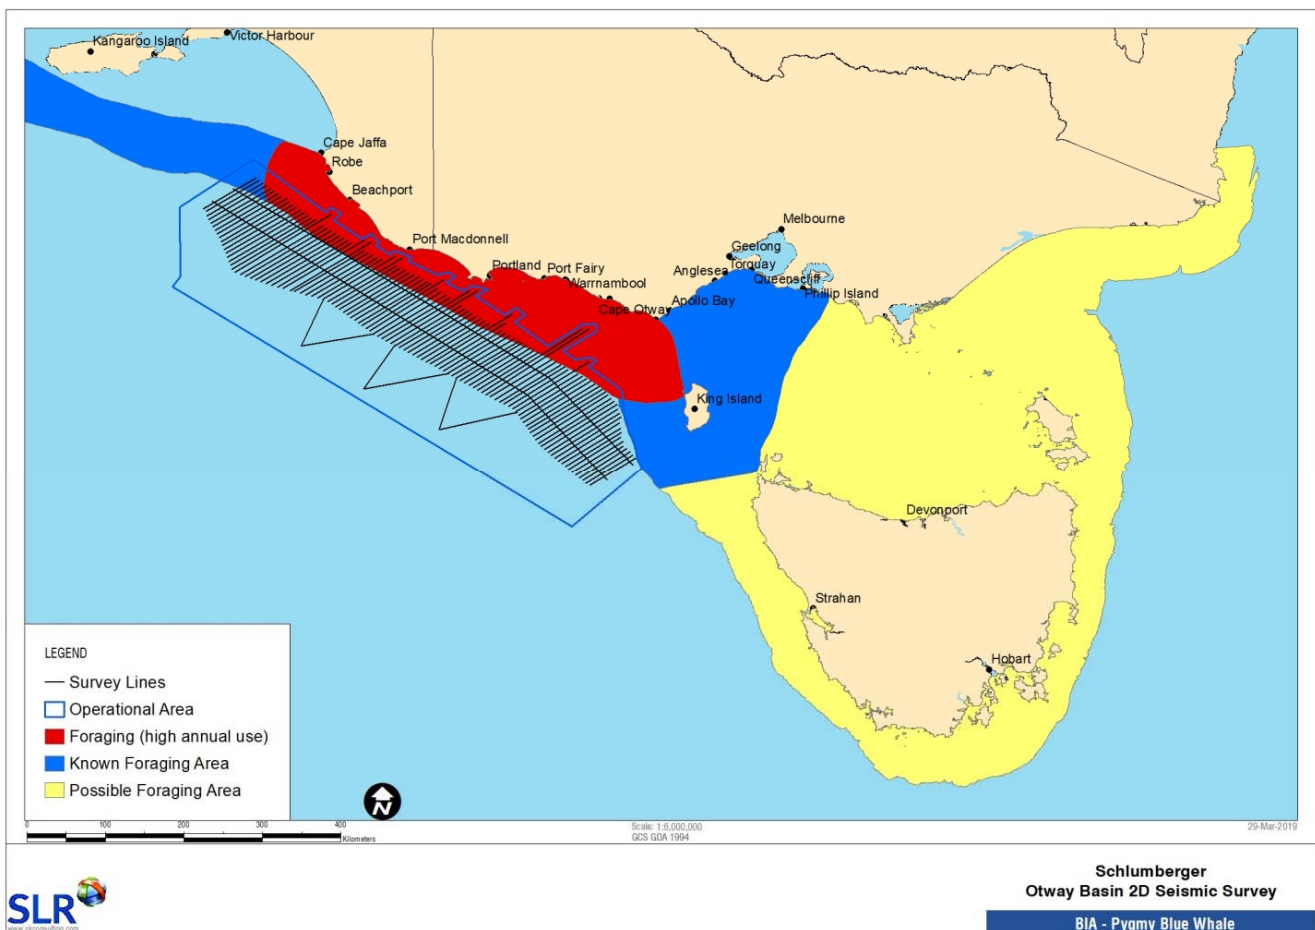 Victor Harbour
Kangaroo Island
Cape Jaffa
Robe
Beachport
Melbourne
Port Macdonnell
Geelong
Torquay
Portland
Port Fairy
Anglesea
Queenscliff
Warrnambool
Phillip Island
Apollo Bay
Cape Otway
King Island
Devonport
Strahan
Hobart
LEGEND
Survey Lines
Operational Area
Foraging (high annual use)
Known Foraging Area
Possible Foraging Area
N
0 100 200 300 400
Kilometers
Scale: 1:6,000,000
GCS GDA 1994
29-Mar-2019
SLR
www.slrconsulting.com
Schlumberger
Otway Basin 2D Seismic Survey
BIA - Pygmy Blue Whale